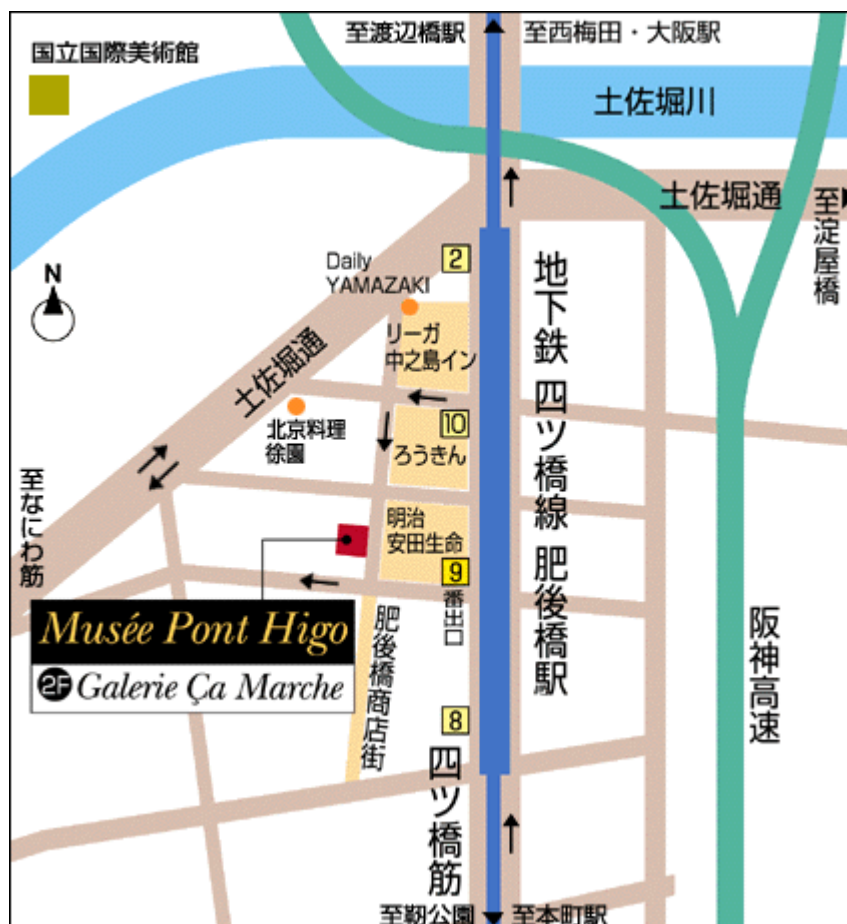 至渡辺橋駅
至西梅田・大阪駅
国立国際美術館
土佐堀川
土佐堀通
至淀屋橋
N
2
Daily
YAMAZAKI
リーガ
中之島イン
土佐堀通
地下鉄 四ツ橋線 肥後橋駅
10
北京料理
徐園
ろうきん
至なにわ筋
明治
安田生命
9
番出口
Musée Pont Higo
2F Galerie Ça Marche
肥後橋商店街
阪神高速
8
四ツ橋筋
至靭公園
至本町駅